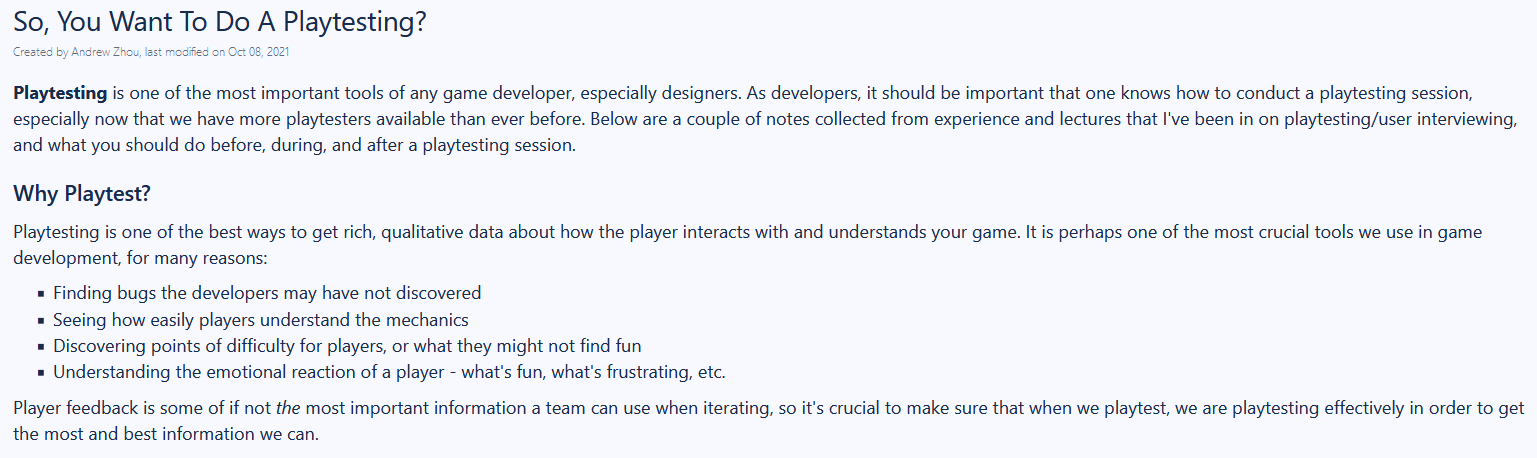 So, You Want To Do A Playtesting?
Created by Andrew Zhou, last modified on Oct 08, 2021
Playtesting is one of the most important tools of any game developer, especially designers. As developers, it should be important that one knows how to conduct a playtesting session,
especially now that we have more playtesters available than ever before. Below are a couple of notes collected from experience and lectures that I've been in on playtesting/user interviewing,
and what you should do before, during, and after a playtesting session.
Why Playtest?
Playtesting is one of the best ways to get rich, qualitative data about how the player interacts with and understands your game. It is perhaps one of the most crucial tools we use in game
development, for many reasons:
▪ Finding bugs the developers may have not discovered
▪ Seeing how easily players understand the mechanics
▪ Discovering points of difficulty for players, or what they might not find fun
▪ Understanding the emotional reaction of a player - what's fun, what's frustrating, etc.
Player feedback is some of if not the most important information a team can use when iterating, so it's crucial to make sure that when we playtest, we are playtesting effectively in order to get
the most and best information we can.